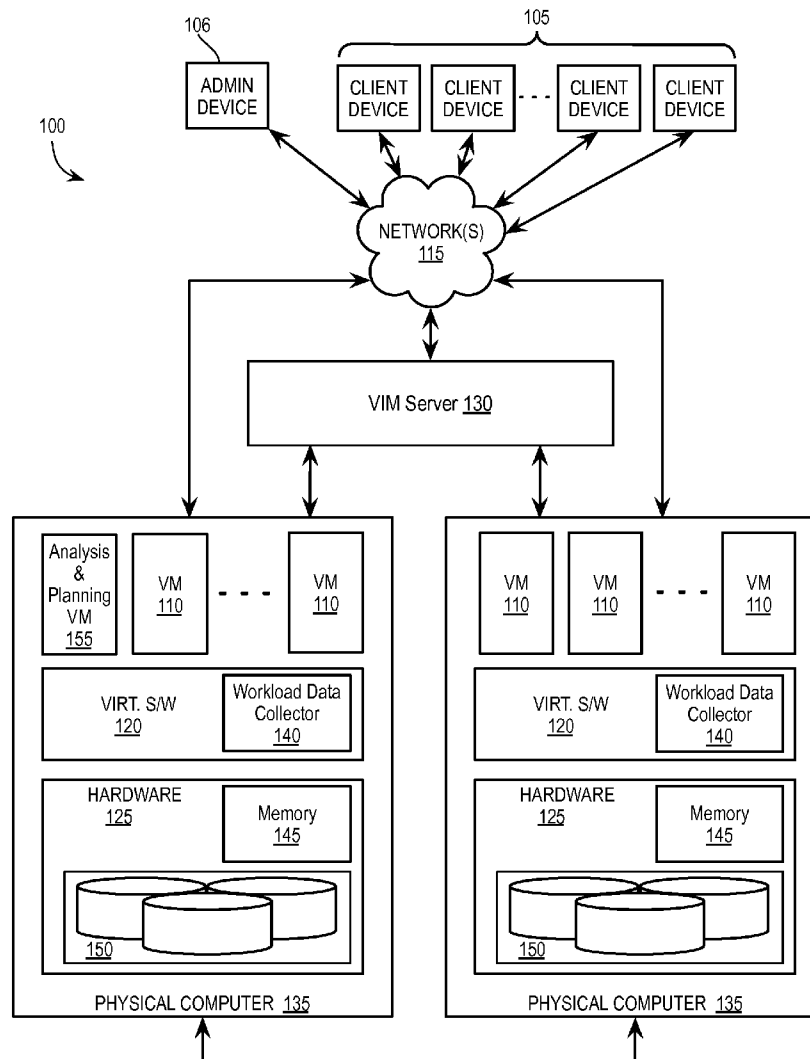 106
105
ADMIN
DEVICE
CLIENT
DEVICE
CLIENT
DEVICE
CLIENT
DEVICE
CLIENT
DEVICE
100
NETWORK(S)
115
VIM Server 130
Analysis
&
Planning
VM
155
VM
110
VM
110
VIRT. S/W
120
Workload Data
Collector
140
HARDWARE
125
Memory
145
150
PHYSICAL COMPUTER 135
VM
110
VM
110
VM
110
VIRT. S/W
120
Workload Data
Collector
140
HARDWARE
125
Memory
145
150
PHYSICAL COMPUTER 135